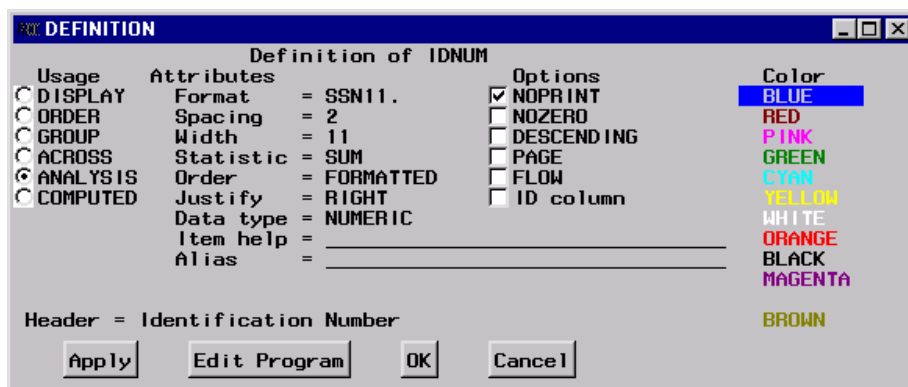 DEFINITION
Definition of IDNUM
Usage Attributes Options Color
DISPLAY Format = SSN11. NOPRINT BLUE
ORDER Spacing = 2 NOZERO RED
GROUP Width = 11 DESCENDING PINK
ACROSS Statistic = SUM PAGE GREEN
ANALYSIS Order = FORMATTED FLOW CYAN
COMPUTED Justify = RIGHT ID column YELLOW
Data type = NUMERIC WHITE
Item help = ORANGE
Alias = BLACK
MAGENTA
Header = Identification Number BROWN
Apply Edit Program OK Cancel